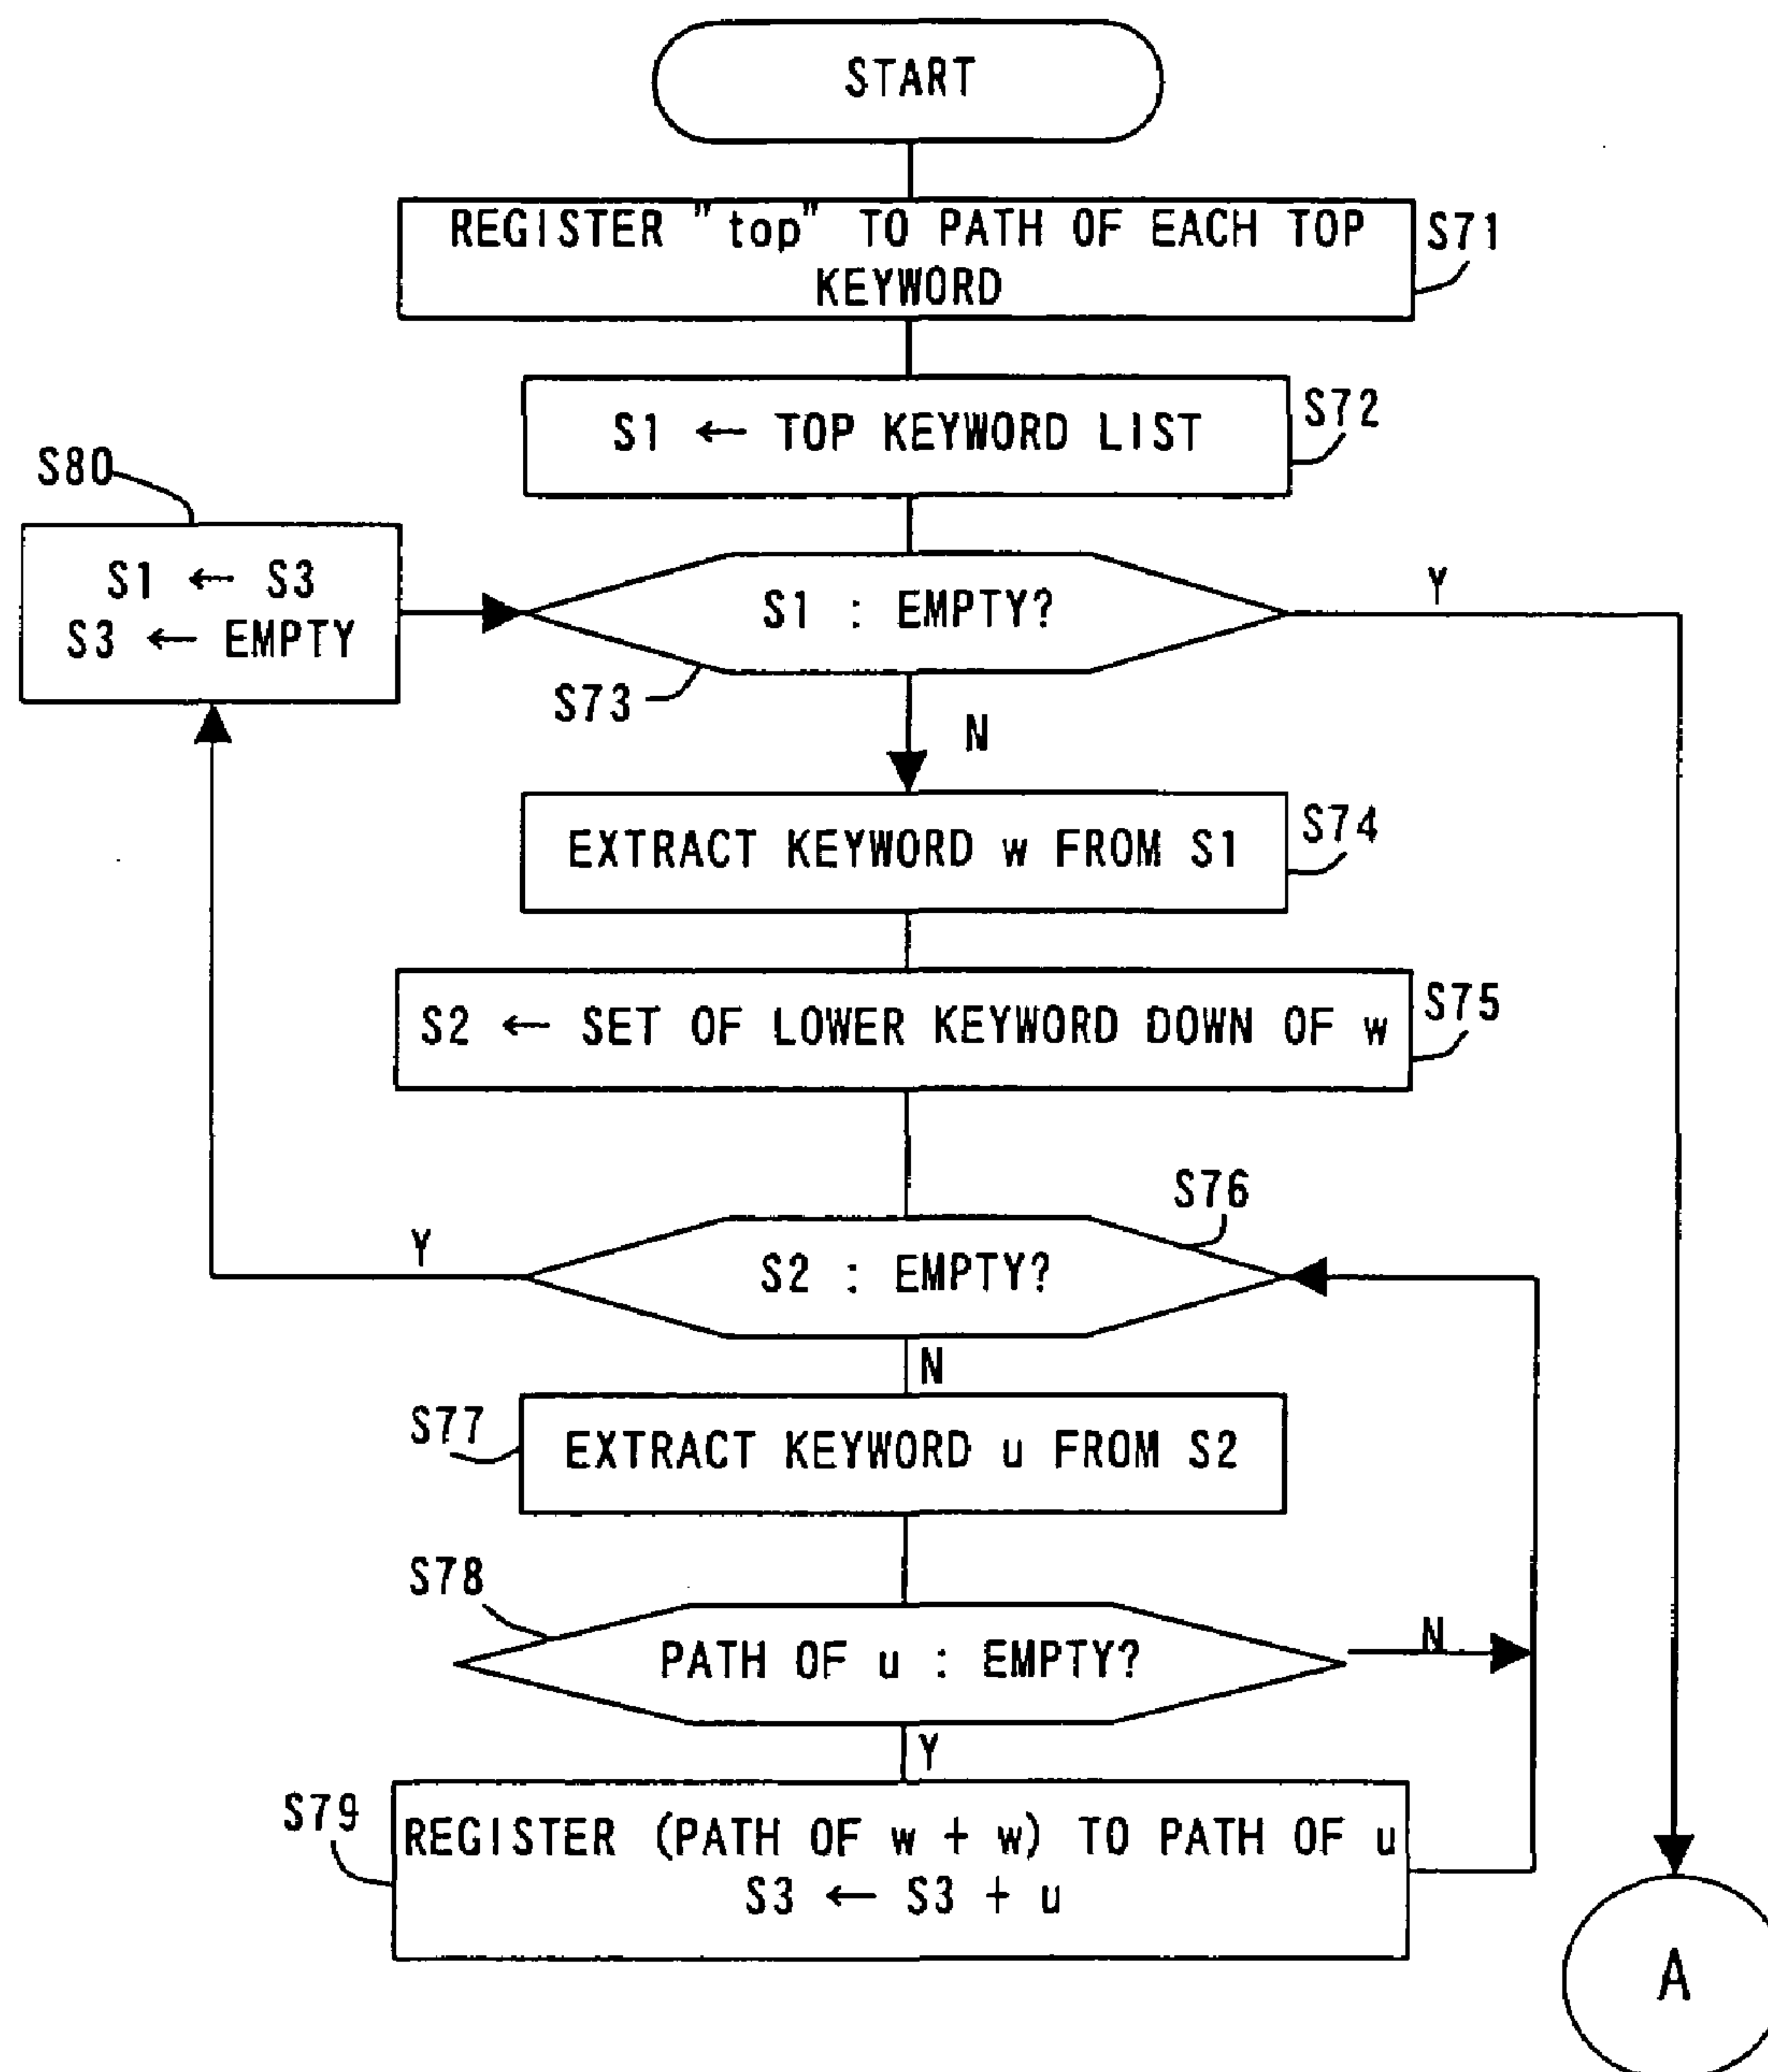 START
REGISTER "top" TO PATH OF EACH TOP
KEYWORD
S71
S1 ← TOP KEYWORD LIST
S72
S80
S1 ← S3
S3 ← EMPTY
S1 : EMPTY?
Y
S73
N
EXTRACT KEYWORD w FROM S1
S74
S2 ← SET OF LOWER KEYWORD DOWN OF w
S75
S76
Y
S2 : EMPTY?
N
S77
EXTRACT KEYWORD u FROM S2
S78
PATH OF u : EMPTY?
N
Y
S79
REGISTER (PATH OF w + w) TO PATH OF u
S3 ← S3 + u
A